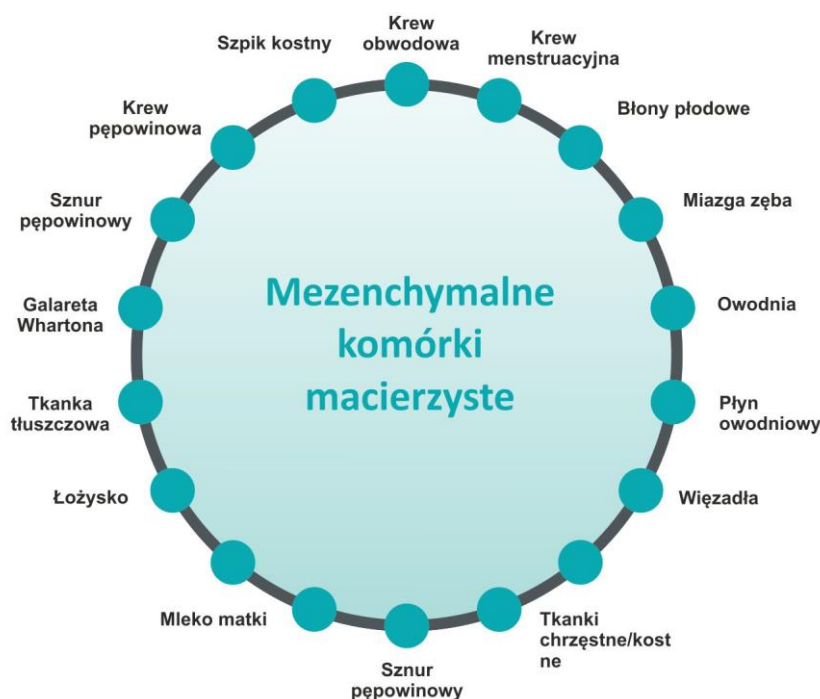 Krew
obwodowa
Krew
menstruacyjna
Błony płodowe
Miazga zęba
Owodnia
Płyn
owodniowy
Więzadła
Tkanki
chrzęstne/kost
ne
Sznur
pępowinowy
Mleko matki
Łożysko
Tkanka
tłuszczowa
Galareta
Whartona
Sznur
pępowinowy
Krew
pępowinowa
Szpik kostny
Mezenchymalne
komórki
macierzyste